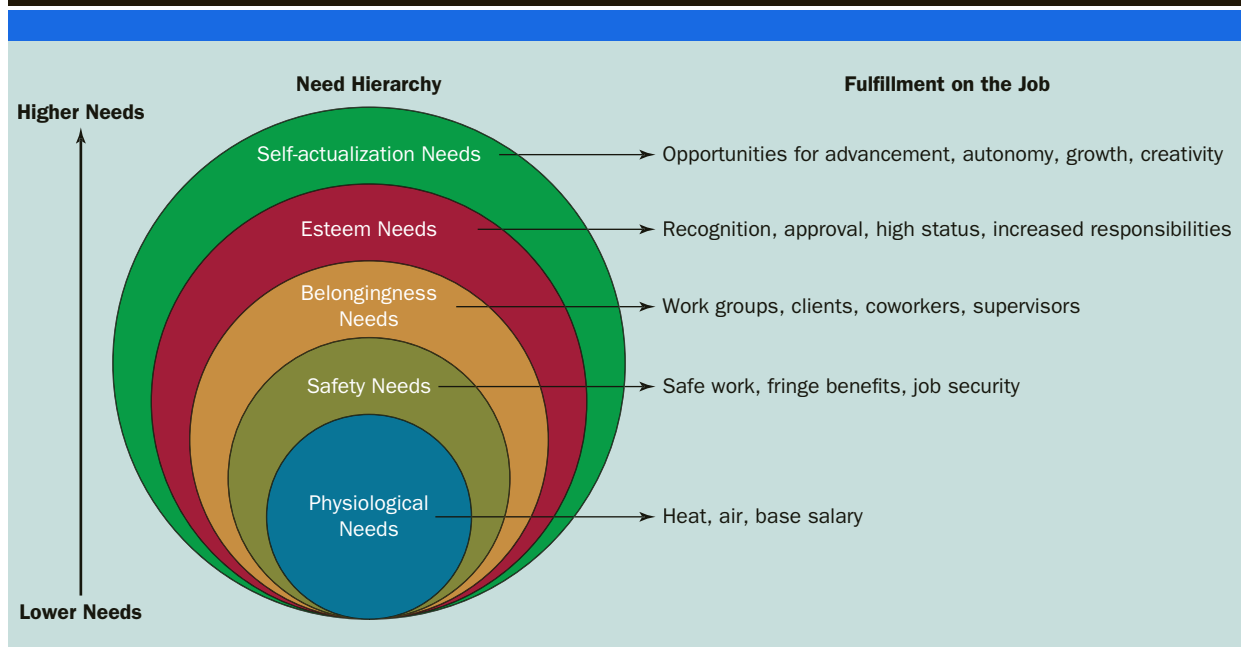 Need Hierarchy
Fulfillment on the Job
Higher Needs
Self-actualization Needs
Opportunities for advancement, autonomy, growth, creativity
Esteem Needs
Recognition, approval, high status, increased responsibilities
Belongingness
Needs
Work groups, clients, coworkers, supervisors
Safety Needs
Safe work, fringe benefits, job security
Physiological
Needs
Heat, air, base salary
Lower Needs